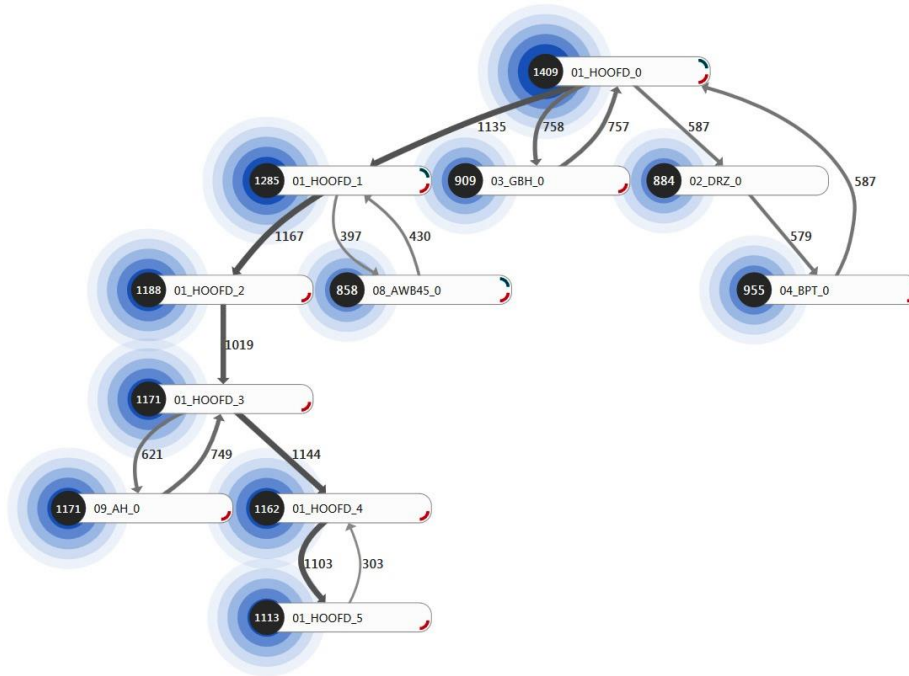 1409 01_HOOFD_0
1135 758 757 587
1285 01_HOOFD_1
909 03_GBH_0
884 02_DRZ_0
587
1167 397 430 579
1188 01_HOOFD_2
858 08_AWB45_0
955 04_BPT_0
1019
1171 01_HOOFD_3
621 749 1144
1171 09_AH_0
1162 01_HOOFD_4
1103 303
1113 01_HOOFD_5